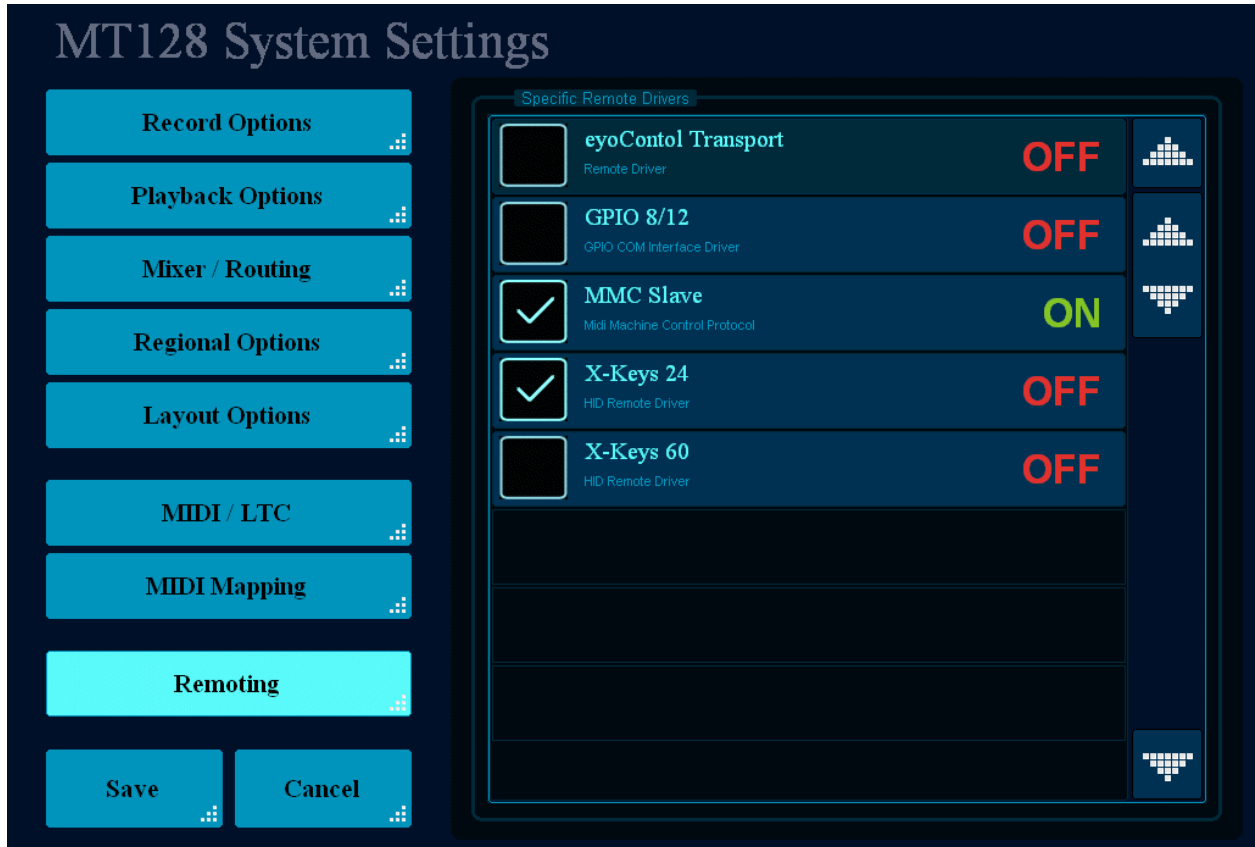 MT128 System Settings
Record Options
Playback Options
Mixer / Routing
Regional Options
Layout Options
MIDI / LTC
MIDI Mapping
Remoting
Save
Cancel
Specific Remote Drivers
eyoContol Transport
Remote Driver
OFF
GPIO 8/12
GPIO COM Interface Driver
OFF
MMC Slave
Midi Machine Control Protocol
ON
X-Keys 24
HID Remote Driver
OFF
X-Keys 60
HID Remote Driver
OFF